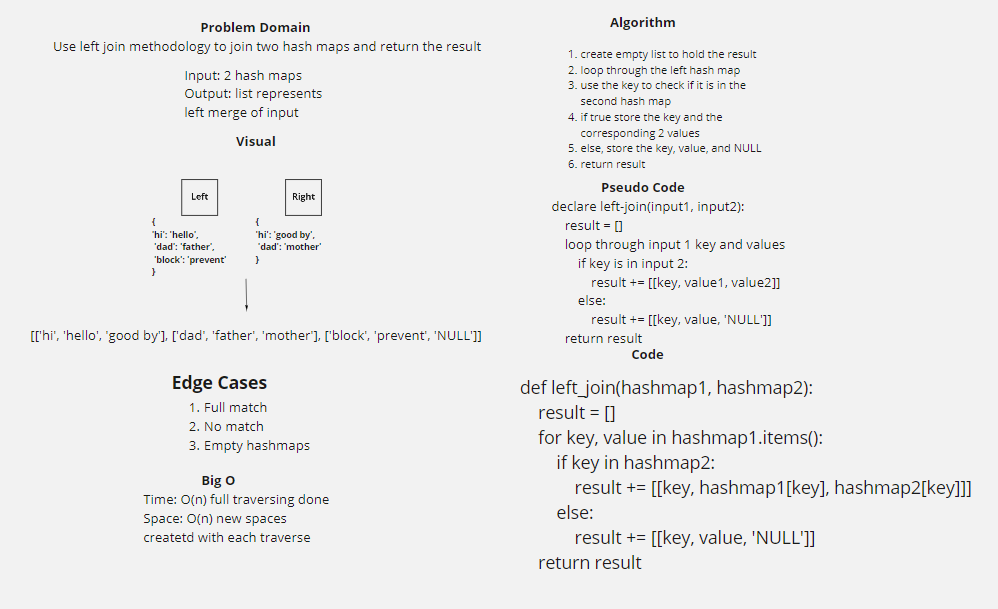 Problem Domain
Use left join methodology to join two hash maps and return the result
Input: 2 hash maps
Output: list represents
left merge of input
Visual
Left
{
'hi': 'hello',
'dad': 'father',
'block': 'prevent'
}
Right
{
'hi': 'good by',
'dad': 'mother'
}
[['hi', 'hello', 'good by'], ['dad', 'father', 'mother'], ['block', 'prevent', 'NULL']]
Edge Cases
1. Full match
2. No match
3. Empty hashmaps
Big O
Time: O(n) full traversing done
Space: O(n) new spaces
createtd with each traverse
Algorithm
1. create empty list to hold the result
2. loop through the left hash map
3. use the key to check if it is in the
second hash map
4. if true store the key and the
corresponding 2 values
5. else, store the key, value, and NULL
6. return result
Pseudo Code
declare left-join(input1, input2):
result = []
loop through input 1 key and values
if key is in input 2:
result += [[key, value1, value2]]
else:
result += [[key, value, 'NULL']]
return result
Code
def left_join(hashmap1, hashmap2):
result = []
for key, value in hashmap1.items():
if key in hashmap2:
result += [[key, hashmap1[key], hashmap2[key]]]
else:
result += [[key, value, 'NULL']]
return result